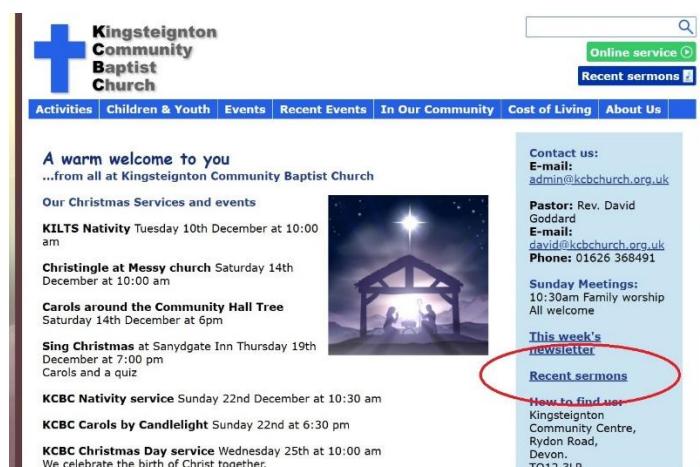 Kingsteignton
Community
Baptist
Church
Online service
Recent sermons
Activities Children & Youth Events Recent Events In Our Community Cost of Living About Us
A warm welcome to you
...from all at Kingsteignton Community Baptist Church
Our Christmas Services and events
KILTS Nativity Tuesday 10th December at 10:00
am
Christingle at Messy church Saturday 14th
December at 10:00 am
Carols around the Community Hall Tree
Saturday 14th December at 6pm
Sing Christmas at Sanydgate Inn Thursday 19th
December at 7:00 pm
Carols and a quiz
KCBC Nativity service Sunday 22nd December at 10:30 am
KCBC Carols by Candlelight Sunday 22nd at 6:30 pm
KCBC Christmas Day service Wednesday 25th at 10:00 am
We celebrate the birth of Christ together.
Contact us:
E-mail:
admin@kcbchurch.org.uk
Pastor: Rev. David
Goddard
E-mail:
david@kcbchurch.org.uk
Phone: 01626 368491
Sunday Meetings:
10:30am Family worship
All welcome
This week's
newsletter
Recent sermons
How to find us:
Kingsteignton
Community Centre,
Rydon Road,
Devon.
TQ12 3LP